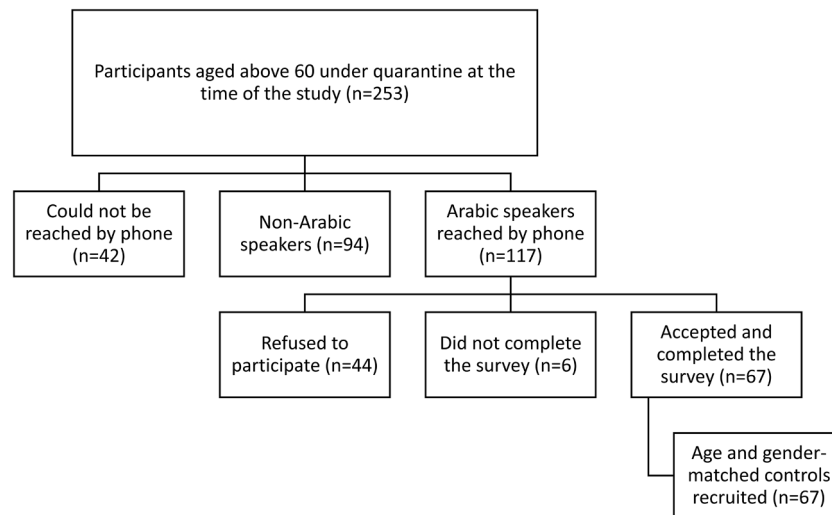 Participants aged above 60 under quarantine at the
time of the study (n=253)
Could not be
reached by phone
(n=42)
Non-Arabic
speakers (n=94)
Arabic speakers
reached by phone
(n=117)
Refused to
participate (n=44)
Did not complete
the survey (n=6)
Accepted and
completed the
survey (n=67)
Age and gender-
matched controls
recruited (n=67)